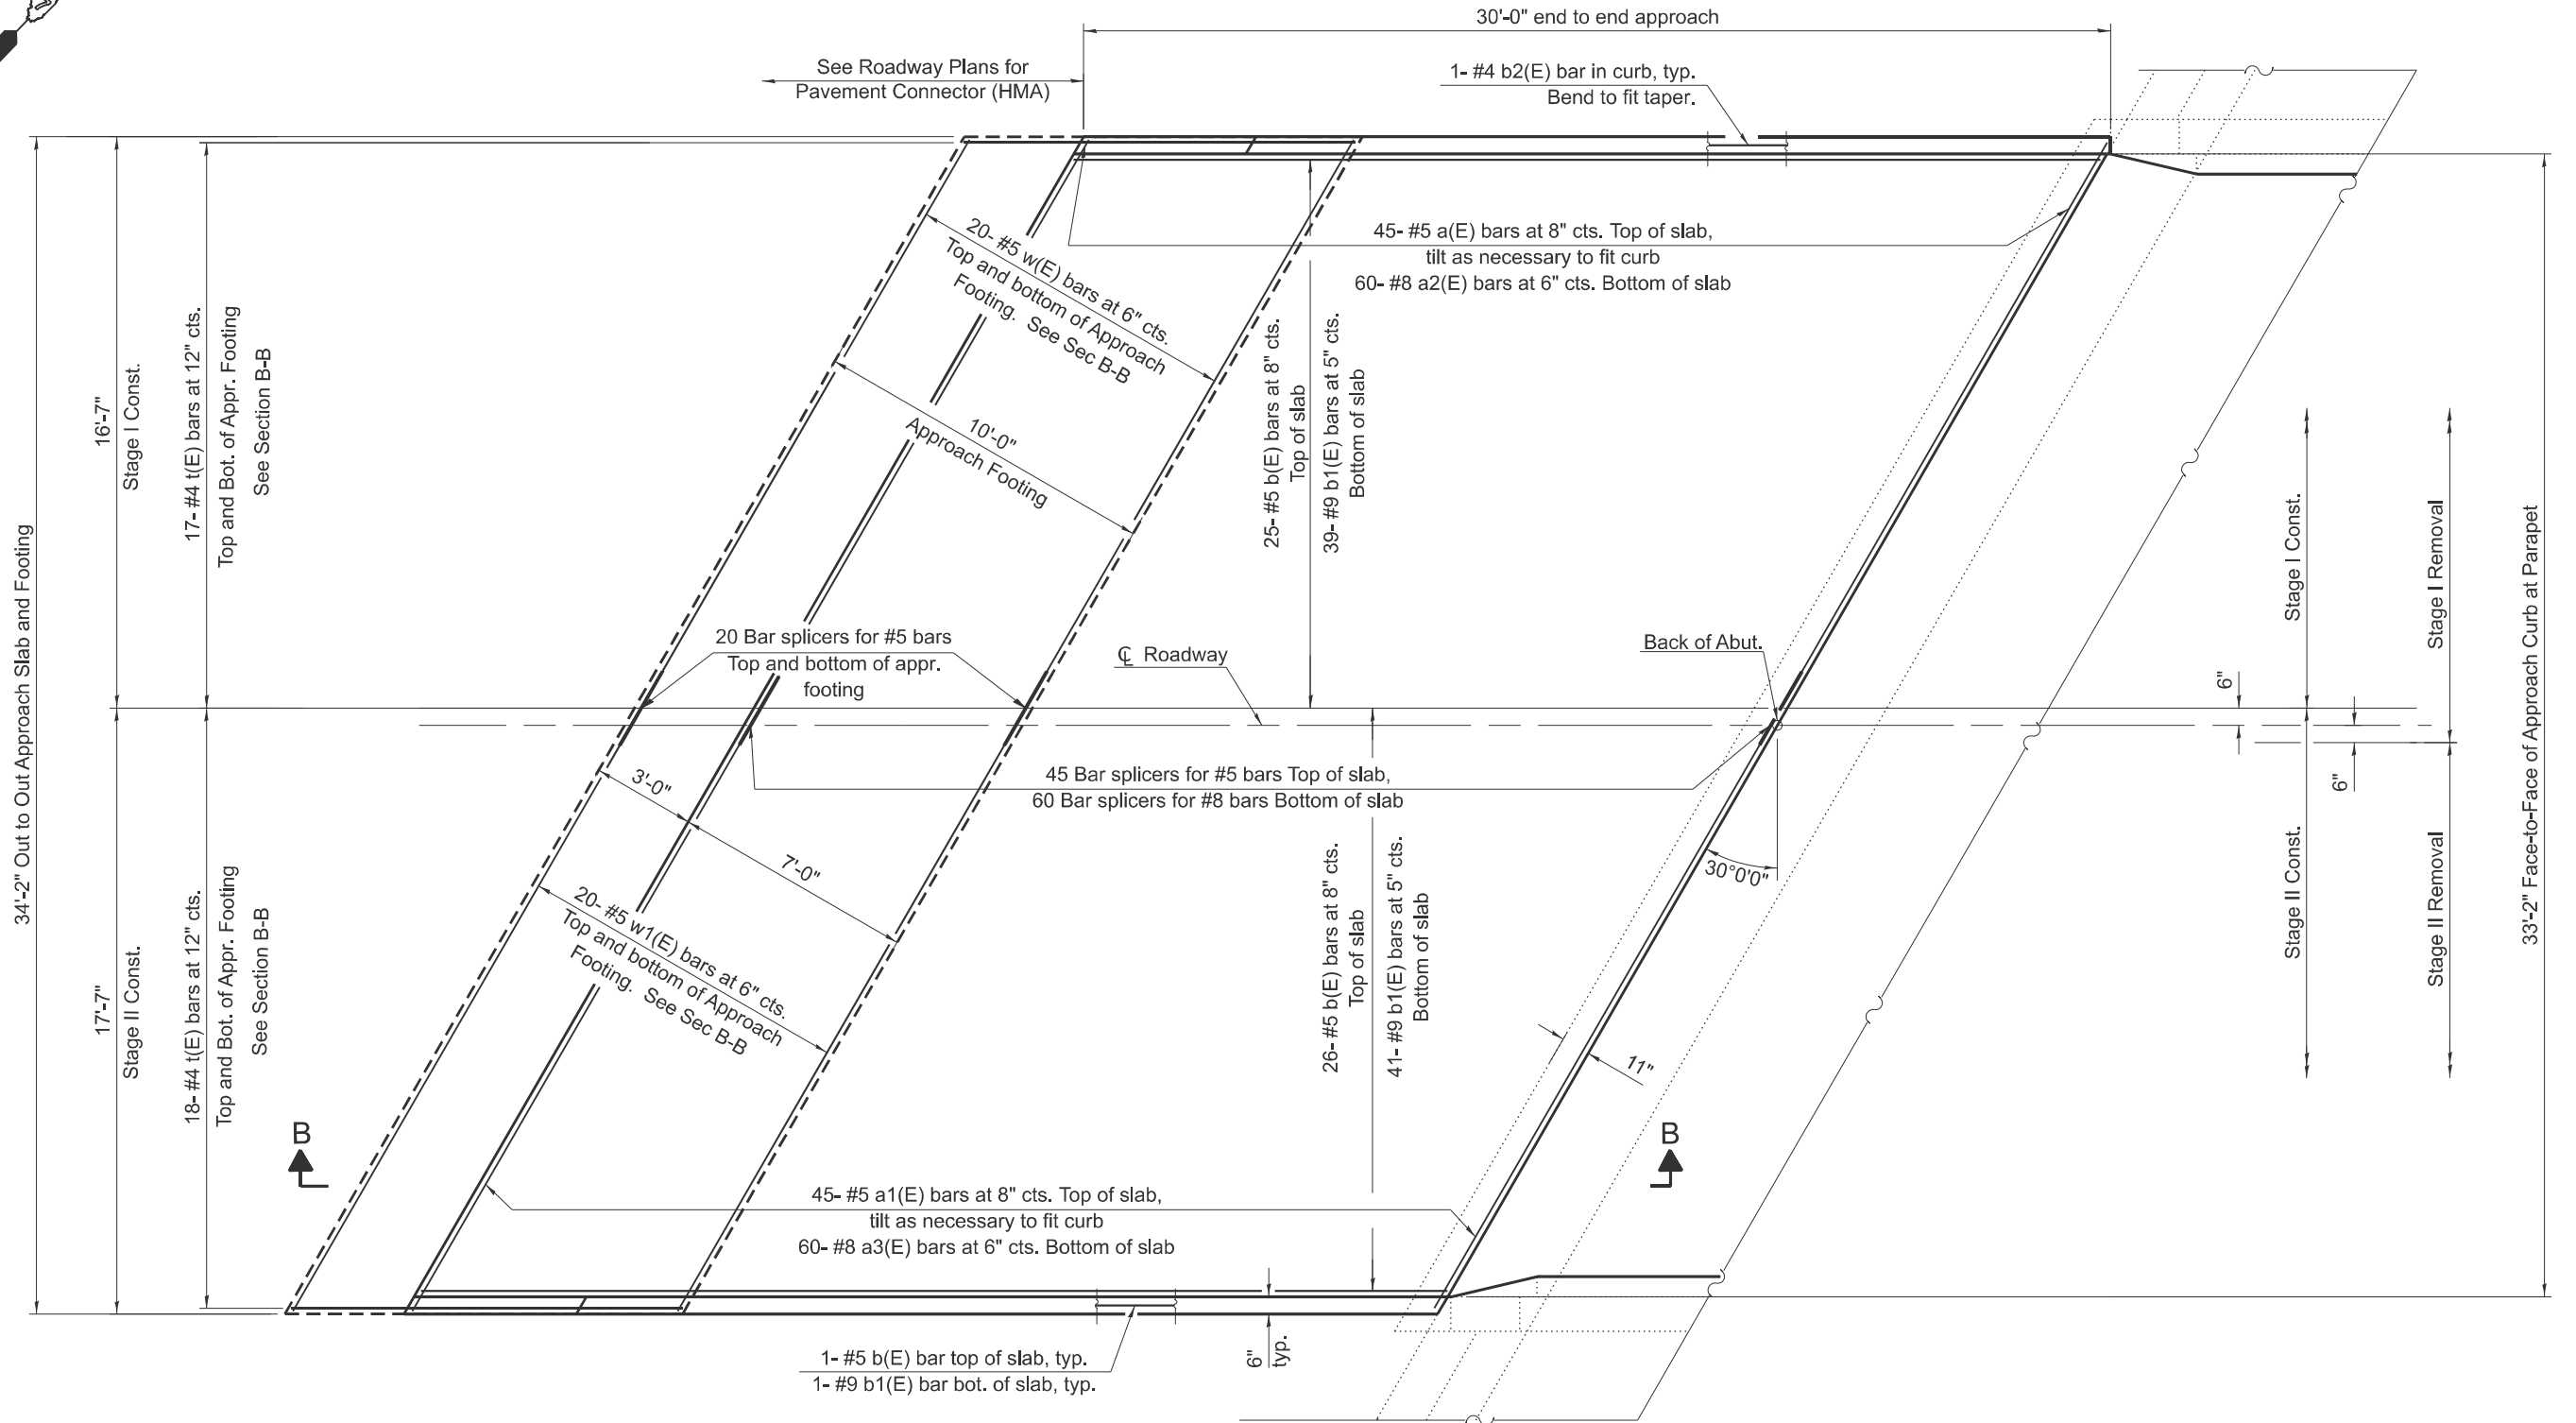 30'-0" end to end approach
See Roadway Plans for
Pavement Connector (HMA)
1- #4 b2(E) bar in curb, typ.
Bend to fit taper.
45- #5 a(E) bars at 8" cts. Top of slab,
tilt as necessary to fit curb
60- #8 a2(E) bars at 6" cts. Bottom of slab
20- #5 w(E) bars at 6" cts.
Top and bottom of Approach
Footing. See Sec B-B
10'-0"
Approach Footing
34'-2" Out to Out Approach Slab and Footing
16'-7"
Stage I Const.
17- #4 t(E) bars at 12" cts.
Top and Bot. of Appr. Footing
See Section B-B
25- #5 b(E) bars at 8" cts.
Top of slab
39- #9 b1(E) bars at 5" cts.
Bottom of slab
20 Bar splicers for #5 bars
Top and bottom of appr.
footing
℄ Roadway
Back of Abut.
45 Bar splicers for #5 bars Top of slab,
60 Bar splicers for #8 bars Bottom of slab
3'-0"
7'-0"
30°0'0"
6"
6"
Stage I Const.
Stage I Removal
Stage II Const.
Stage II Removal
33'-2" Face-to-Face of Approach Curb at Parapet
17'-7"
Stage II Const.
18- #4 t(E) bars at 12" cts.
Top and Bot. of Appr. Footing
See Section B-B
20- #5 w1(E) bars at 6" cts.
Top and bottom of Approach
Footing. See Sec B-B
26- #5 b(E) bars at 8" cts.
Top of slab
41- #9 b1(E) bars at 5" cts.
Bottom of slab
11"
B
B
45- #5 a1(E) bars at 8" cts. Top of slab,
tilt as necessary to fit curb
60- #8 a3(E) bars at 6" cts. Bottom of slab
6"
typ.
1- #5 b(E) bar top of slab, typ.
1- #9 b1(E) bar bot. of slab, typ.